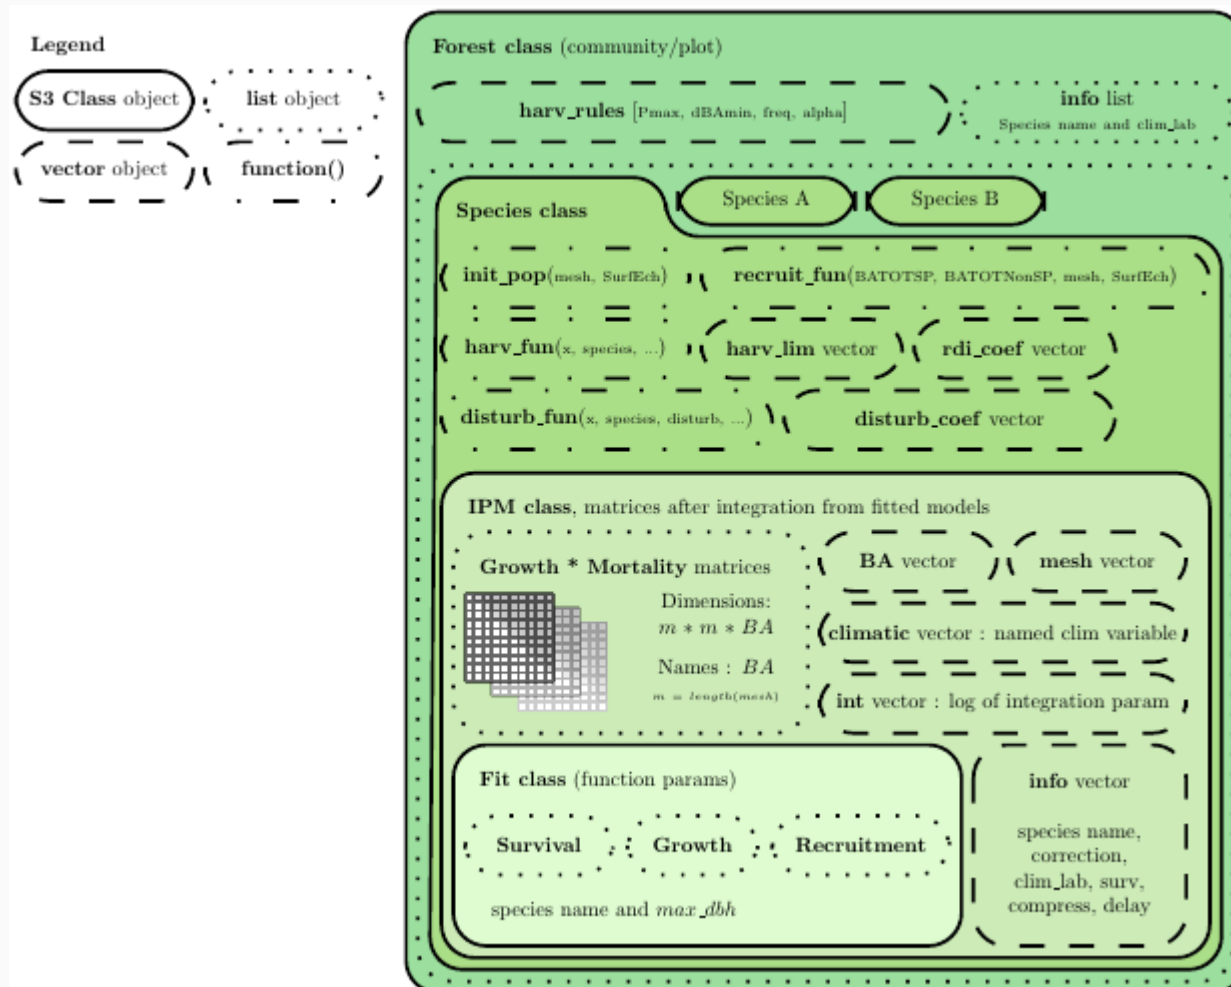 Legend
S3 Class object
list object
vector object
function()
Forest class (community/plot)
harv_rules [Pmax, dBAmin, freq, alpha]
info list
Species name and clim_lab
Species class
Species A
Species B
init_pop(mesh, SurfEch)
recruit_fun(BATOTSP, BATOTNonSP, mesh, SurfEch)
harv_fun(x, species, ...)
harv_lim vector
rdi_coef vector
disturb_fun(x, species, disturb, ...)
disturb_coef vector
IPM class, matrices after integration from fitted models
Growth * Mortality matrices
Dimensions:
m * m * BA
Names : BA
m = length(mesh)
BA vector
mesh vector
climatic vector : named clim variable
int vector : log of integration param
Fit class (function params)
Survival
Growth
Recruitment
species name and max_dbh
info vector
species name,
correction,
clim_lab, surv,
compress, delay